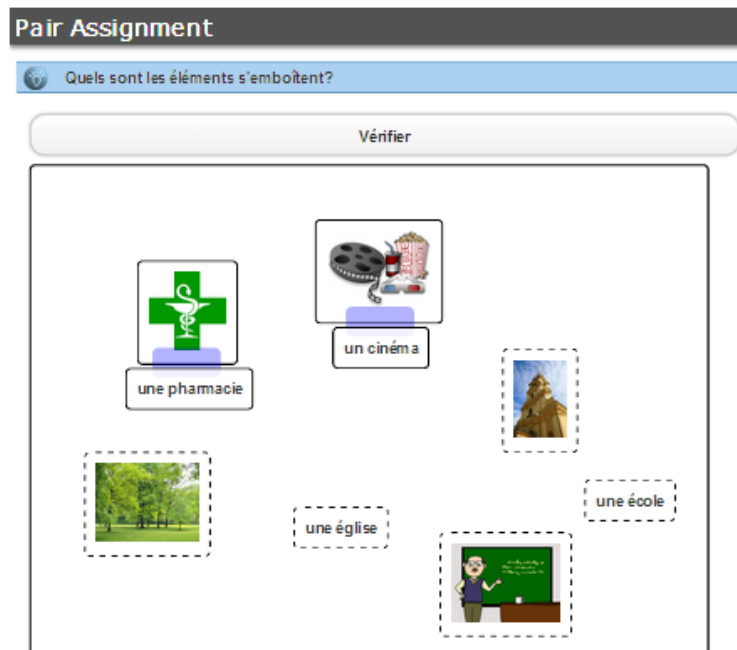 Pair Assignment
Quels sont les éléments s'emboîtent?
Vérifier
un cinéma
une pharmacie
une école
une église